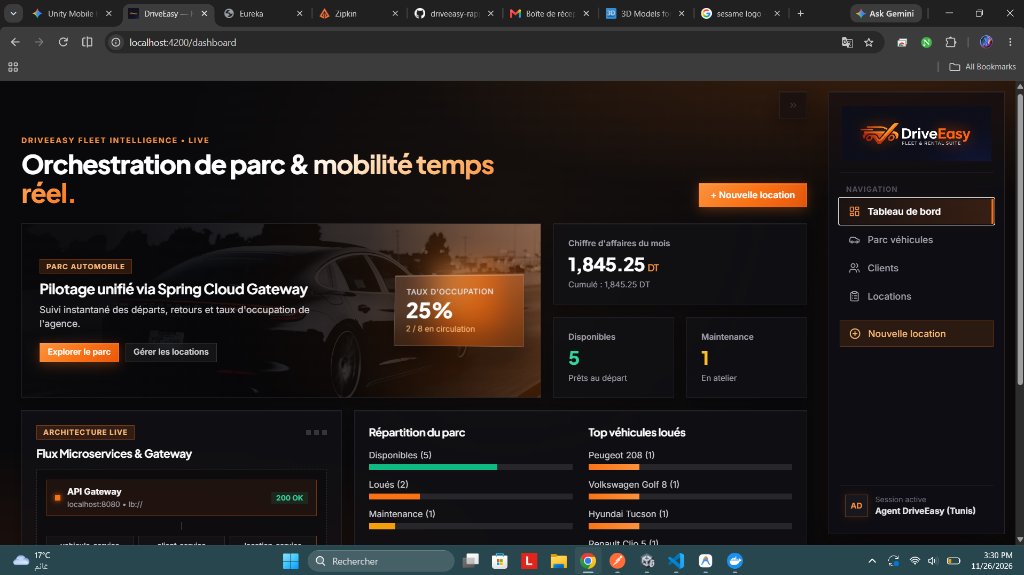 Unity Mobile
DriveEasy —
Eureka
Zipkin
driveeasy-rap
Boîte de récep
3D Models fo
sesame logo
Ask Gemini
localhost:4200/dashboard
All Bookmarks
DRIVEEASY FLEET INTELLIGENCE • LIVE
Orchestration de parc & mobilité temps
réel.
+ Nouvelle location
PARC AUTOMOBILE
Pilotage unifié via Spring Cloud Gateway
Suivi instantané des départs, retours et taux d'occupation de
l'agence.
Explorer le parc
Gérer les locations
TAUX D'OCCUPATION
25%
2 / 8 en circulation
Chiffre d'affaires du mois
1,845.25 DT
Cumulé : 1,845.25 DT
Disponibles
5
Prêts au départ
Maintenance
1
En atelier
ARCHITECTURE LIVE
Flux Microservices & Gateway
API Gateway
localhost:8080 • lb://
200 OK
vehicle-service
client-service
location-service
Répartition du parc
Disponibles (5)
Loués (2)
Maintenance (1)
Top véhicules loués
Peugeot 208 (1)
Volkswagen Golf 8 (1)
Hyundai Tucson (1)
Renault Clio 5 (1)
»
DriveEasy
FLEET & RENTAL SUITE
NAVIGATION
Tableau de bord
Parc véhicules
Clients
Locations
Nouvelle location
AD
Session active
Agent DriveEasy (Tunis)
17°C
غائم
Rechercher
3:30 PM
11/26/2026